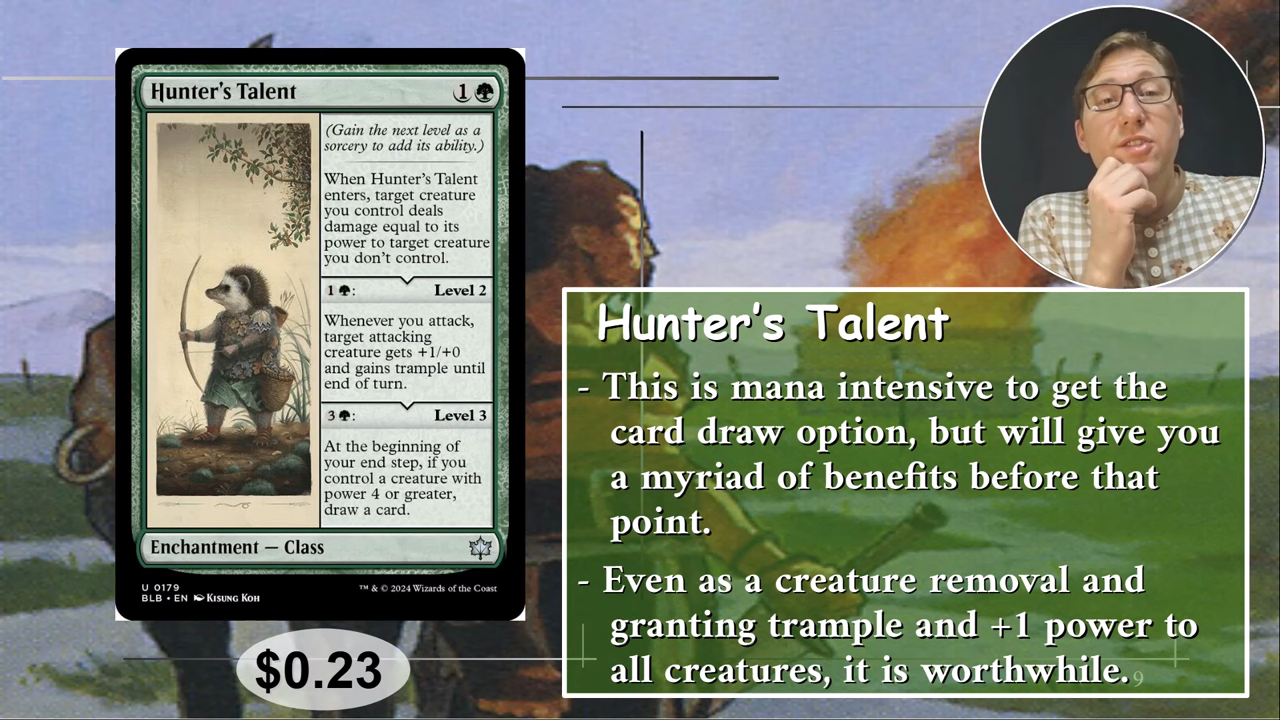 Hunter's Talent 1
(Gain the next level as a
sorcery to add its ability.)
When Hunter's Talent
enters, target creature
you control deals
damage equal to its
power to target creature
you don't control.
1 : Level 2
Whenever you attack,
target attacking
creature gets +1/+0
and gains trample until
end of turn.
3 : Level 3
At the beginning of
your end step, if you
control a creature with
power 4 or greater,
draw a card.
Enchantment — Class
U 0179
BLB • EN Kisung Koh
™ & © 2024 Wizards of the Coast
$0.23
Hunter's Talent
- This is mana intensive to get the
card draw option, but will give you
a myriad of benefits before that
point.
- Even as a creature removal and
granting trample and +1 power to
all creatures, it is worthwhile.
9